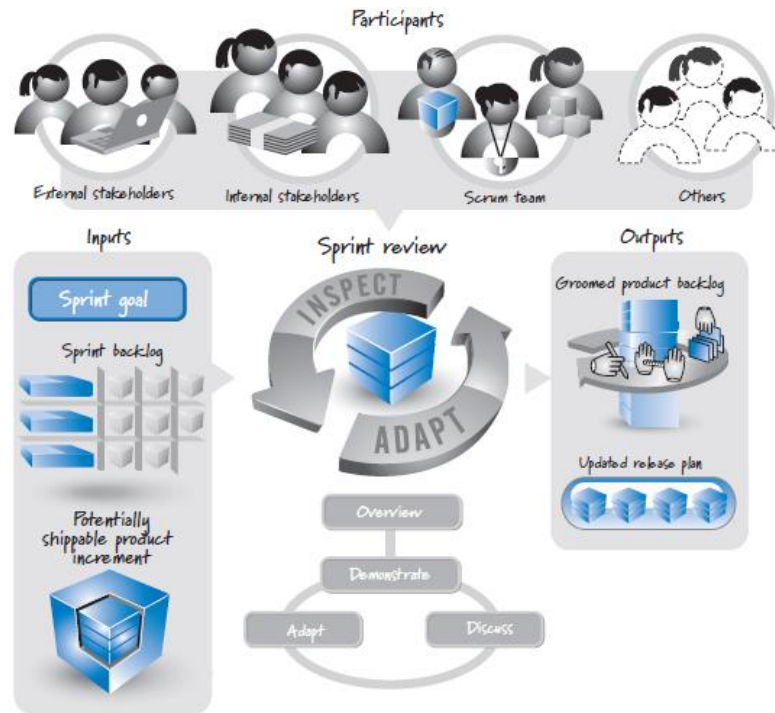 Participants
External stakeholders
Internal stakeholders
Scrum team
Others
Inputs
Sprint goal
Sprint backlog
Potentially
shippable product
increment
Sprint review
INSPECT
ADAPT
Overview
Demonstrate
Adapt
Discuss
Outputs
Groomed product backlog
Updated release plan